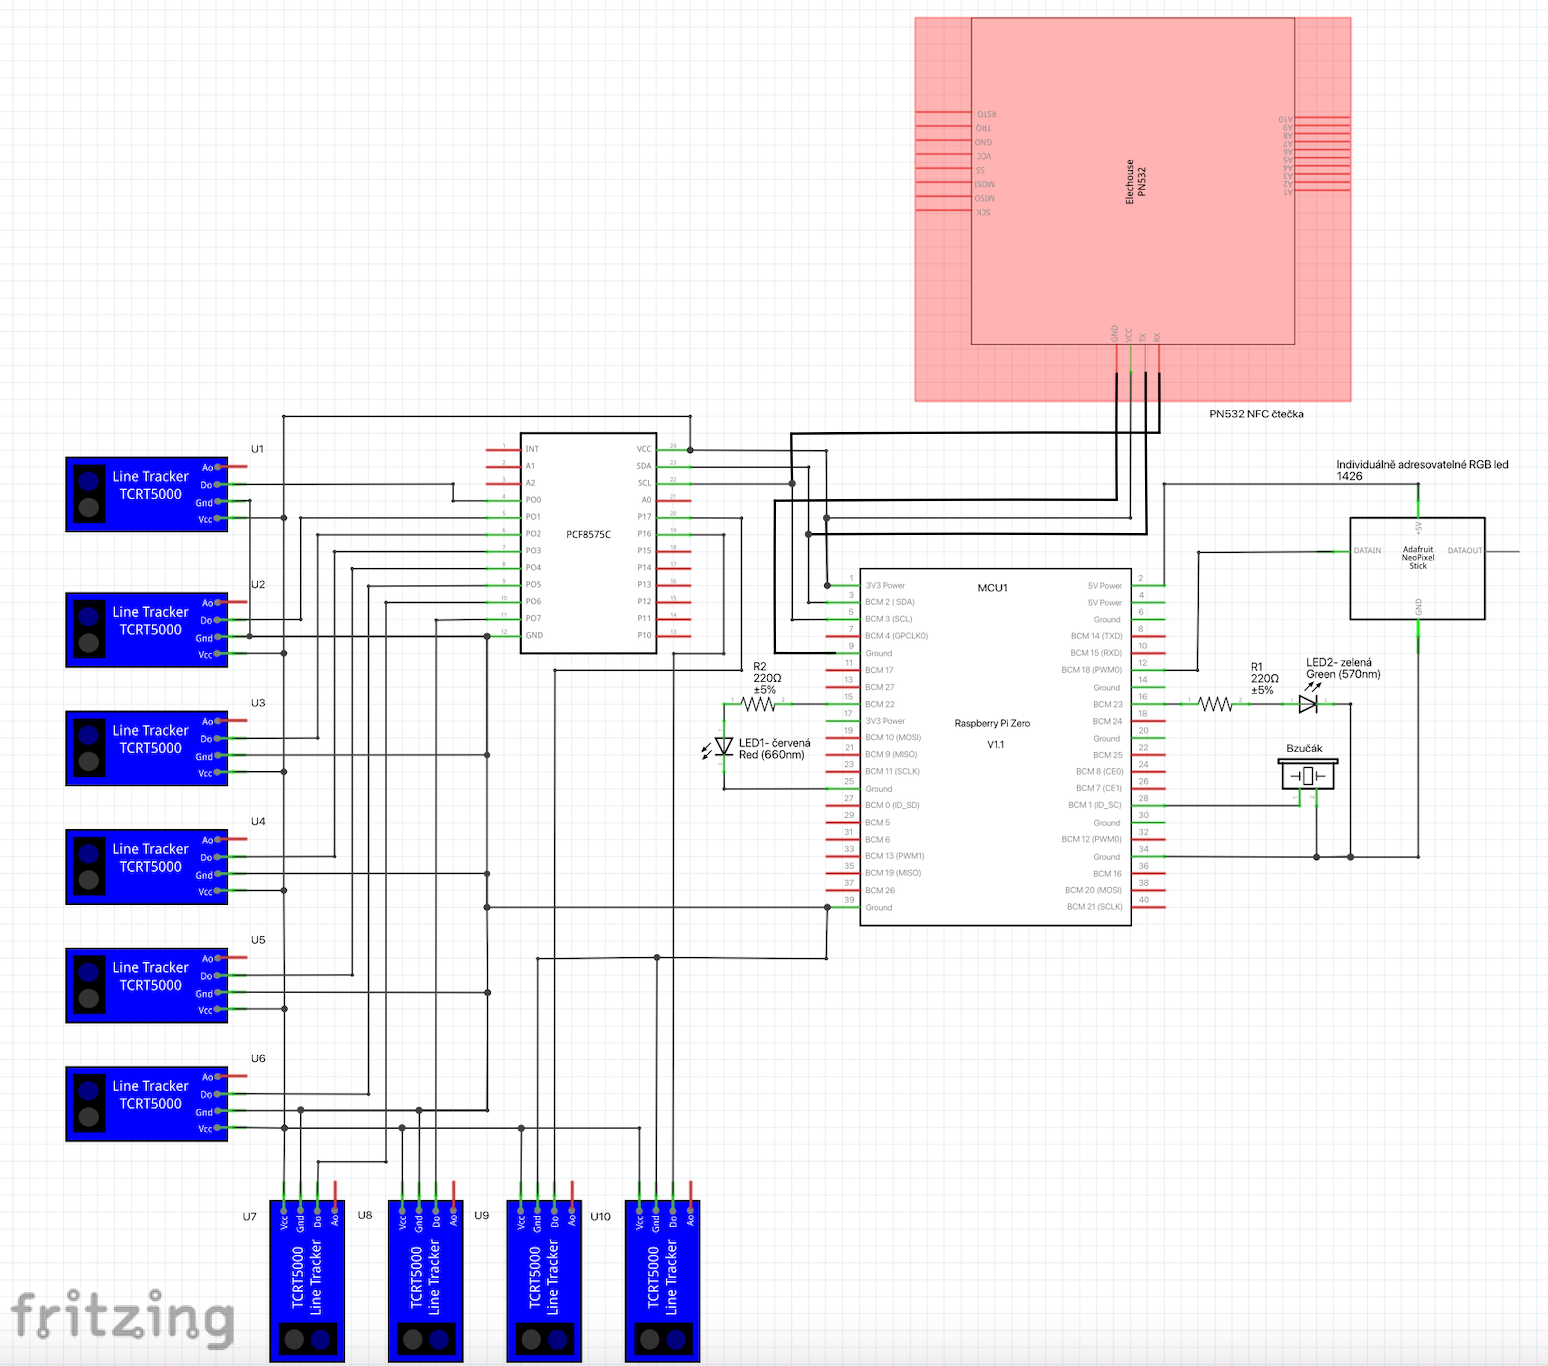 RSTO
TRQ
GND
VCC
SS
MOSI
MISO
SCK
Elechouse
PN532
A10
A9
A8
A7
A6
A5
A4
A3
A2
A1
GND
VCC
TX
RX
PN532 NFC čtečka
U1
Line Tracker
TCRT5000
Ao
Do
Gnd
Vcc
U2
Line Tracker
TCRT5000
Ao
Do
Gnd
Vcc
U3
Line Tracker
TCRT5000
Ao
Do
Gnd
Vcc
U4
Line Tracker
TCRT5000
Ao
Do
Gnd
Vcc
U5
Line Tracker
TCRT5000
Ao
Do
Gnd
Vcc
U6
Line Tracker
TCRT5000
Ao
Do
Gnd
Vcc
PCF8575C
1 INT
2 A1
3 A2
4 PO0
5 PO1
6 PO2
7 PO3
8 PO4
9 PO5
10 PO6
11 PO7
12 GND
VCC 24
SDA 23
SCL 22
A0 21
P17 20
P16 19
P15 18
P14 17
P13 16
P12 15
P11 14
P10 13
MCU1
Raspberry Pi Zero
V1.1
1 3V3 Power
3 BCM 2 ( SDA)
5 BCM 3 (SCL)
7 BCM 4 (GPCLK0)
9 Ground
11 BCM 17
13 BCM 27
15 BCM 22
17 3V3 Power
19 BCM 10 (MOSI)
21 BCM 9 (MISO)
23 BCM 11 (SCLK)
25 Ground
27 BCM 0 (ID_SD)
29 BCM 5
31 BCM 6
33 BCM 13 (PWM1)
35 BCM 19 (MISO)
37 BCM 26
39 Ground
5V Power 2
5V Power 4
Ground 6
BCM 14 (TXD) 8
BCM 15 (RXD) 10
BCM 18 (PWM0) 12
Ground 14
BCM 23 16
BCM 24 18
Ground 20
BCM 25 22
BCM 8 (CE0) 24
BCM 7 (CE1) 26
BCM 1 (ID_SC) 28
Ground 30
BCM 12 (PWM0) 32
Ground 34
BCM 16 36
BCM 20 (MOSI) 38
BCM 21 (SCLK) 40
R2
220Ω
±5%
LED1- červená
Red (660nm)
R1
220Ω
±5%
LED2- zelená
Green (570nm)
Bzučák
Individuálně adresovatelné RGB led
1426
+5V
DATAIN
Adafruit
NeoPixel
Stick
DATAOUT
GND
U7
Vcc
Gnd
Do
Ao
TCRT5000
Line Tracker
U8
Vcc
Gnd
Do
Ao
TCRT5000
Line Tracker
U9
Vcc
Gnd
Do
Ao
TCRT5000
Line Tracker
U10
Vcc
Gnd
Do
Ao
TCRT5000
Line Tracker
fritzing